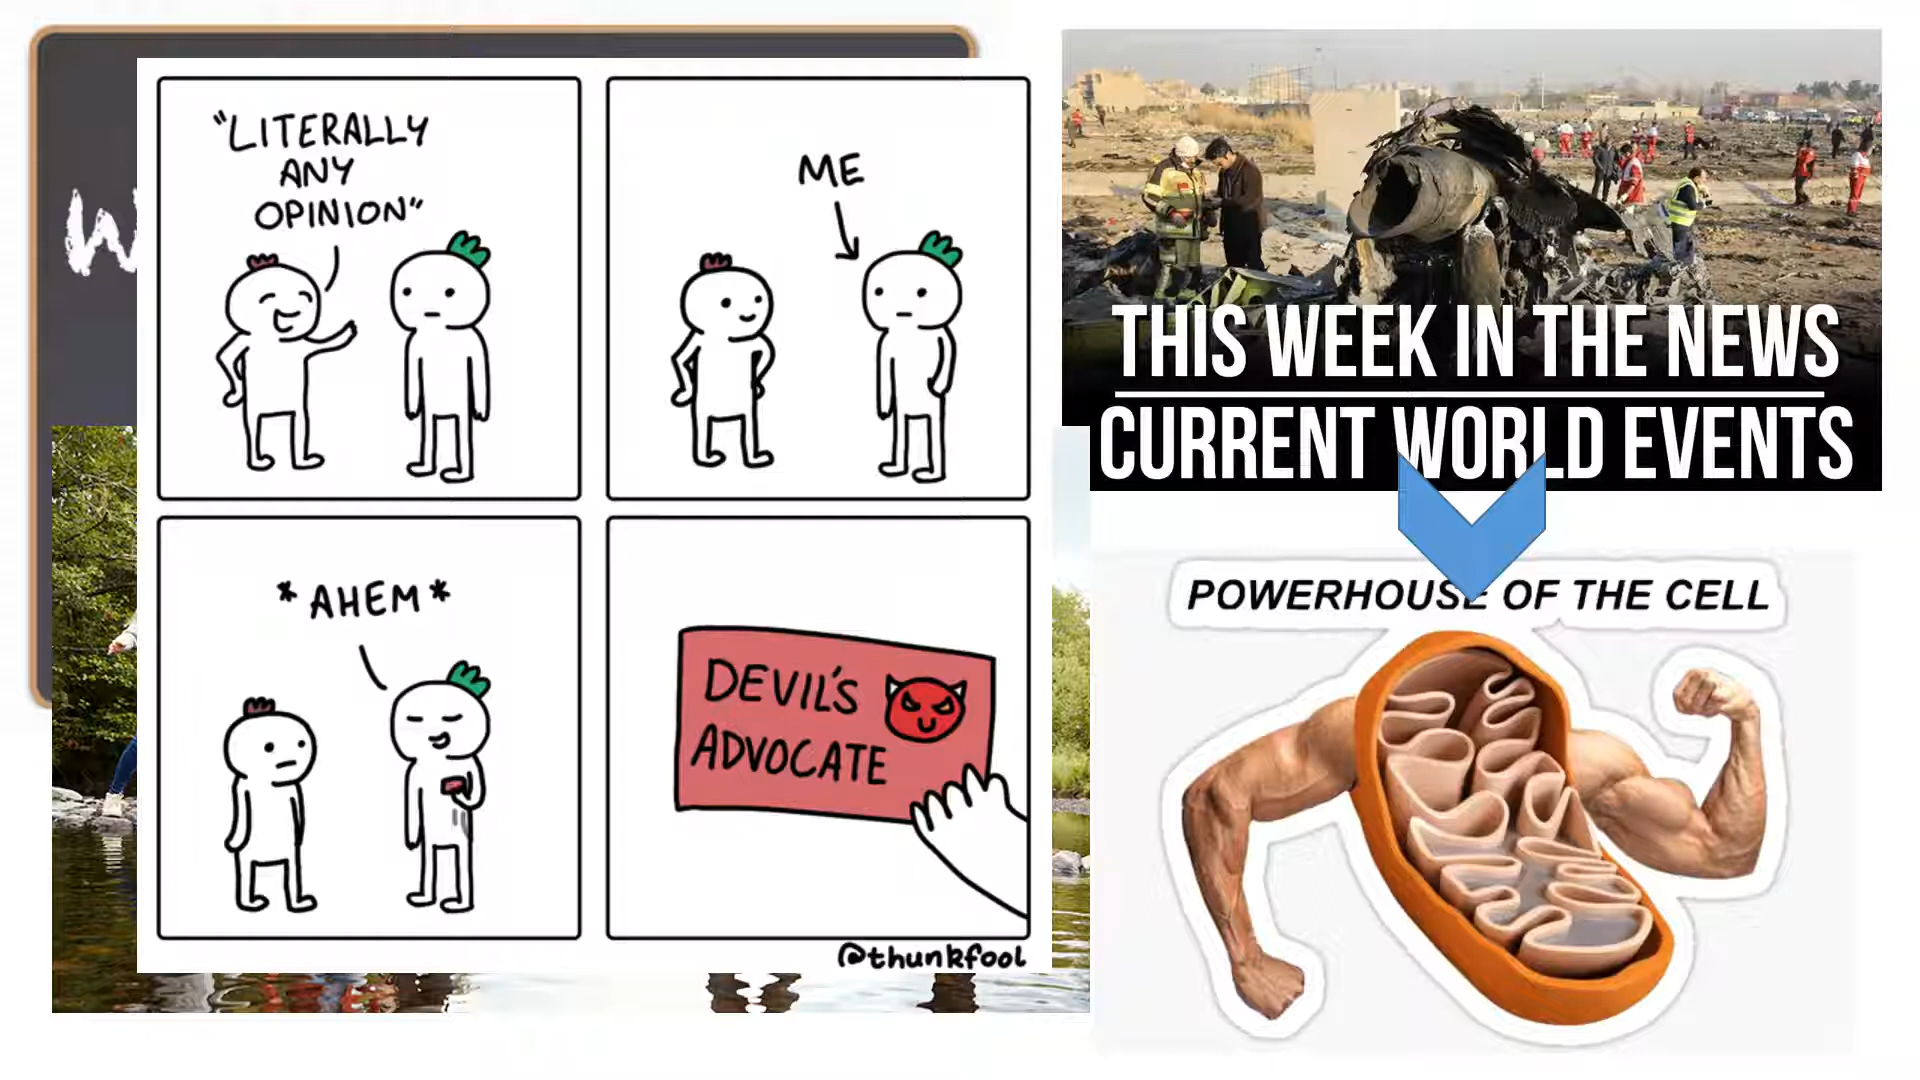 "LITERALLY
ANY
OPINION"
ME
*AHEM*
DEVIL'S
ADVOCATE
@thunkfool
THIS WEEK IN THE NEWS
CURRENT WORLD EVENTS
POWERHOUSE OF THE CELL